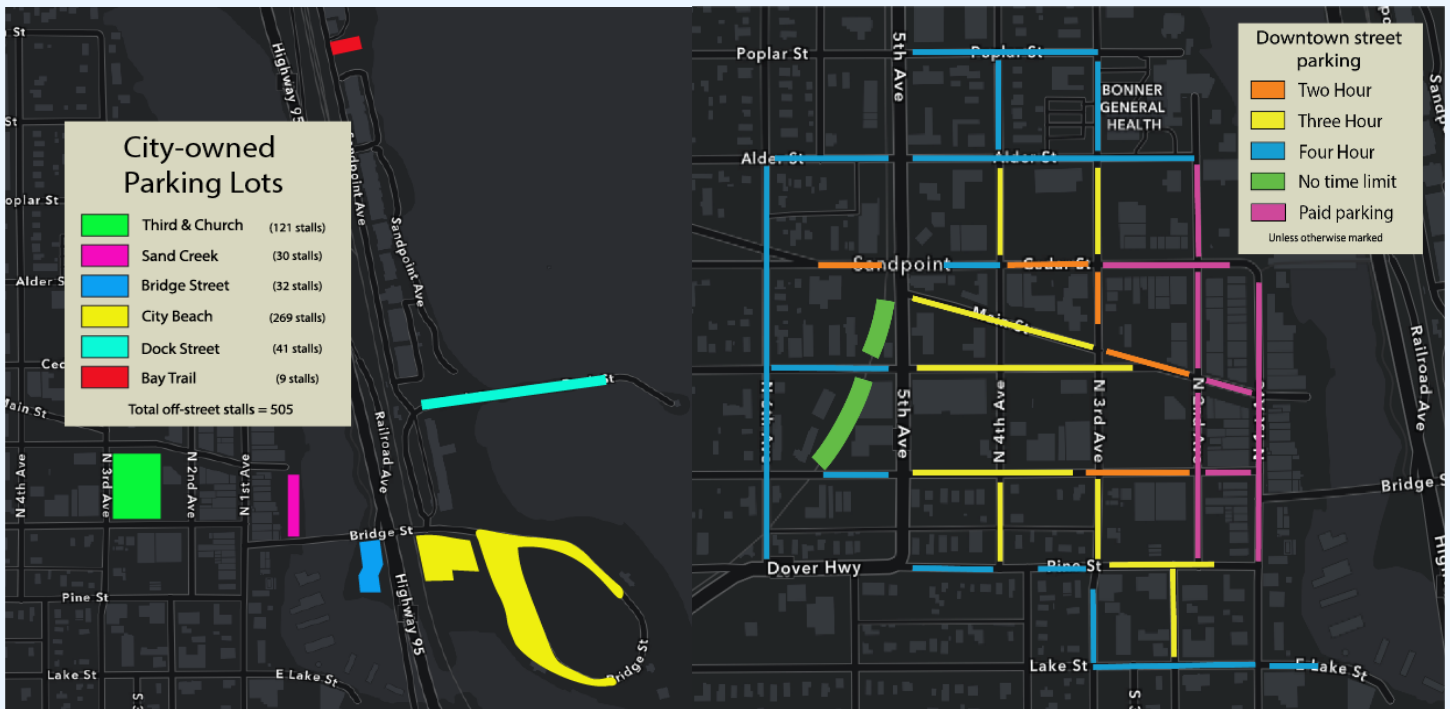 St
Highway 95
St
City-owned
Parking Lots
Third & Church (121 stalls)
Sand Creek (30 stalls)
Bridge Street (32 stalls)
City Beach (269 stalls)
Dock Street (41 stalls)
Bay Trail (9 stalls)
Total off-street stalls = 505
Sandpoint Ave
oplar St
Sandpoint Ave
Alder S
Ced
Main St
Railroad Ave
N 4th Ave
N 3rd Ave
N 2nd Ave
N 1st Ave
Bridge St
Highway 95
Pine St
Lake St
E Lake St
Bridge St
Downtown street
parking
Two Hour
Three Hour
Four Hour
No time limit
Paid parking
Unless otherwise marked
Poplar St
5th Ave
Poplar St
BONNER
GENERAL
HEALTH
Alder St
Alder St
Sandpoint
Cedar St
Main St
5th Ave
N 4th Ave
N 3rd Ave
Railroad Ave
Bridge S
Dover Hwy
Pine St
Lake St
E Lake St